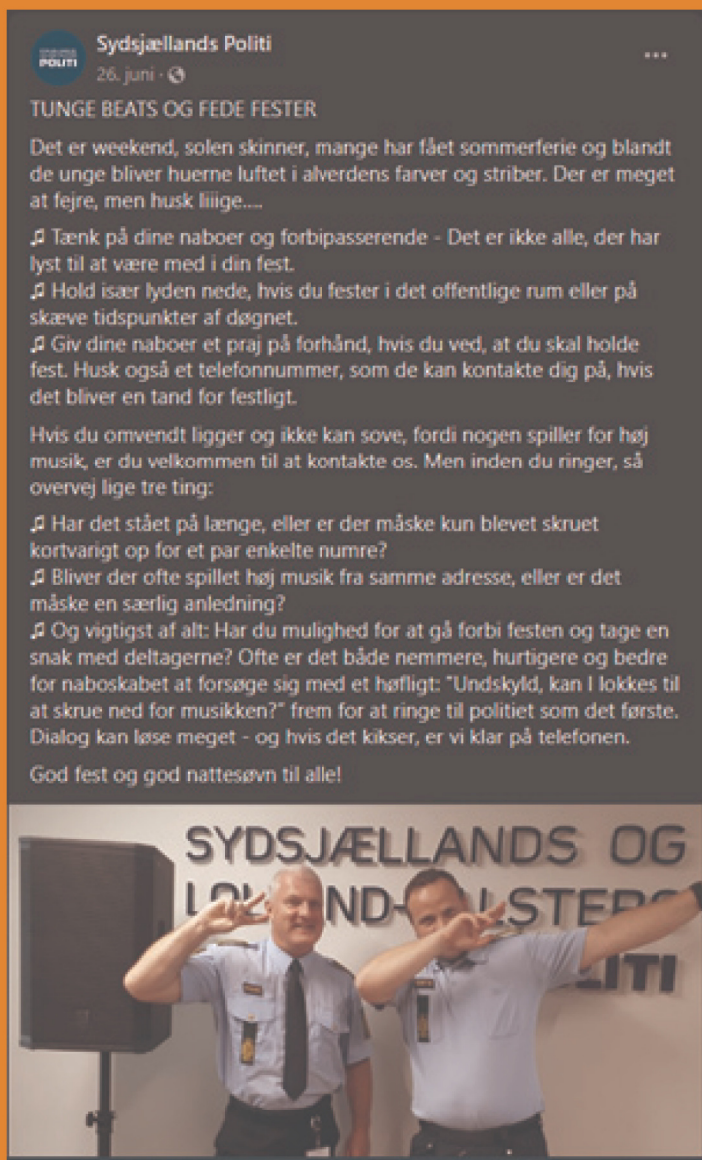 POLITI
Sydsjællands Politi
26. juni ·
TUNGE BEATS OG FEDE FESTER
Det er weekend, solen skinner, mange har fået sommerferie og blandt
de unge bliver huerne luftet i alverdens farver og striber. Der er meget
at fejre, men husk liiige....
♫ Tænk på dine naboer og forbipasserende - Det er ikke alle, der har
lyst til at være med i din fest.
♫ Hold især lyden nede, hvis du fester i det offentlige rum eller på
skæve tidspunkter af døgnet.
♫ Giv dine naboer et praj på forhånd, hvis du ved, at du skal holde
fest. Husk også et telefonnummer, som de kan kontakte dig på, hvis
det bliver en tand for festligt.
Hvis du omvendt ligger og ikke kan sove, fordi nogen spiller for høj
musik, er du velkommen til at kontakte os. Men inden du ringer, så
overvej lige tre ting:
♫ Har det stået på længe, eller er der måske kun blevet skruet
kortvarigt op for et par enkelte numre?
♫ Bliver der ofte spillet høj musik fra samme adresse, eller er det
måske en særlig anledning?
♫ Og vigtigst af alt: Har du mulighed for at gå forbi festen og tage en
snak med deltagerne? Ofte er det både nemmere, hurtigere og bedre
for naboskabet at forsøge sig med et høfligt: "Undskyld, kan I lokkes til
at skrue ned for musikken?" frem for at ringe til politiet som det første.
Dialog kan løse meget - og hvis det kikser, er vi klar på telefonen.
God fest og god nattesøvn til alle!
SYDSJÆLLANDS OG